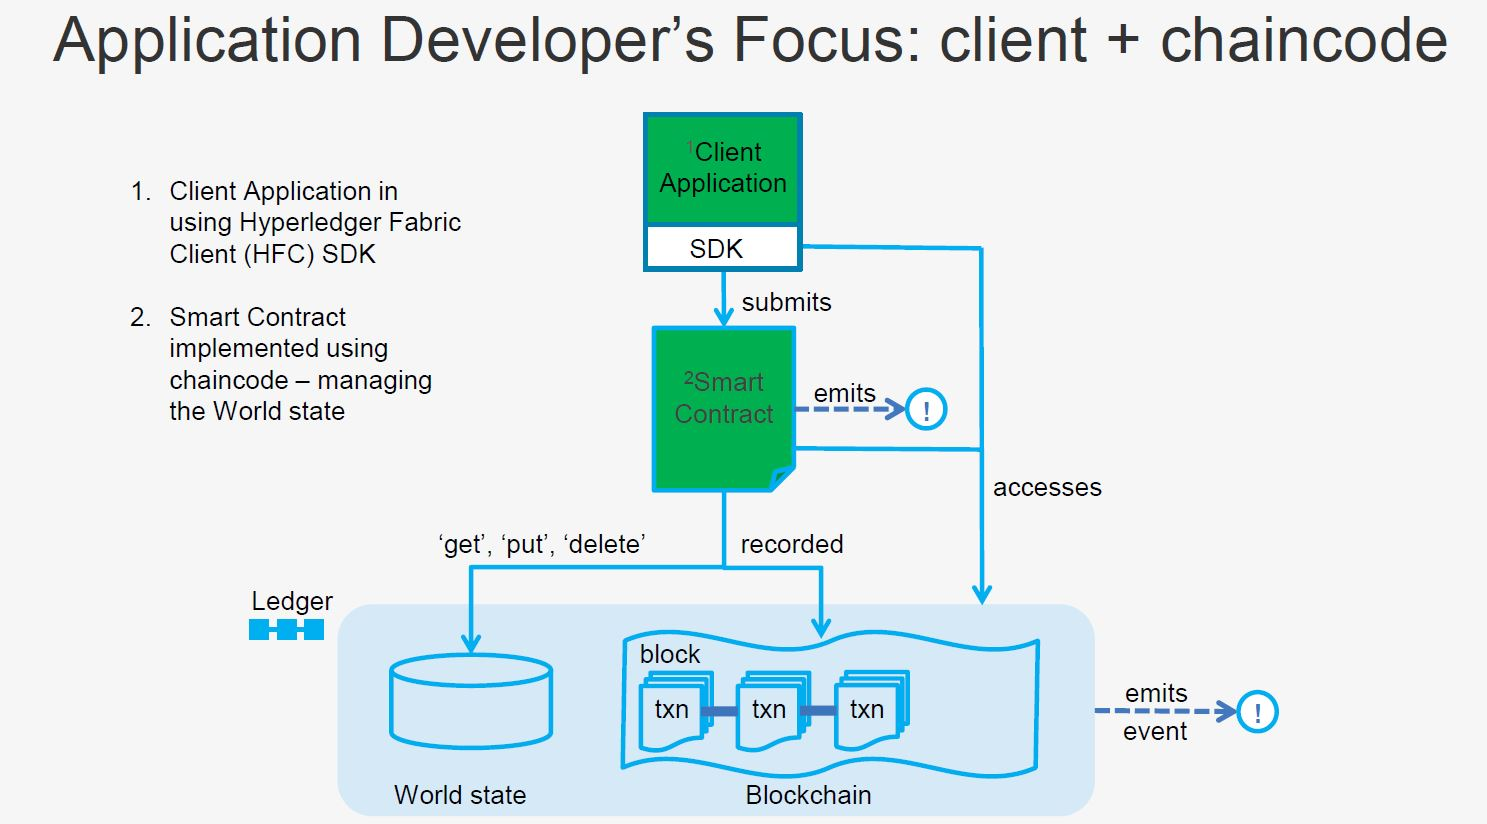 Application Developer’s Focus: client + chaincode
1. Client Application in
using Hyperledger Fabric
Client (HFC) SDK
2. Smart Contract
implemented using
chaincode – managing
the World state
¹Client
Application
SDK
submits
²Smart
Contract
emits
!
accesses
‘get’, ‘put’, ‘delete’
recorded
Ledger
block
txn
txn
txn
World state
Blockchain
emits
event
!